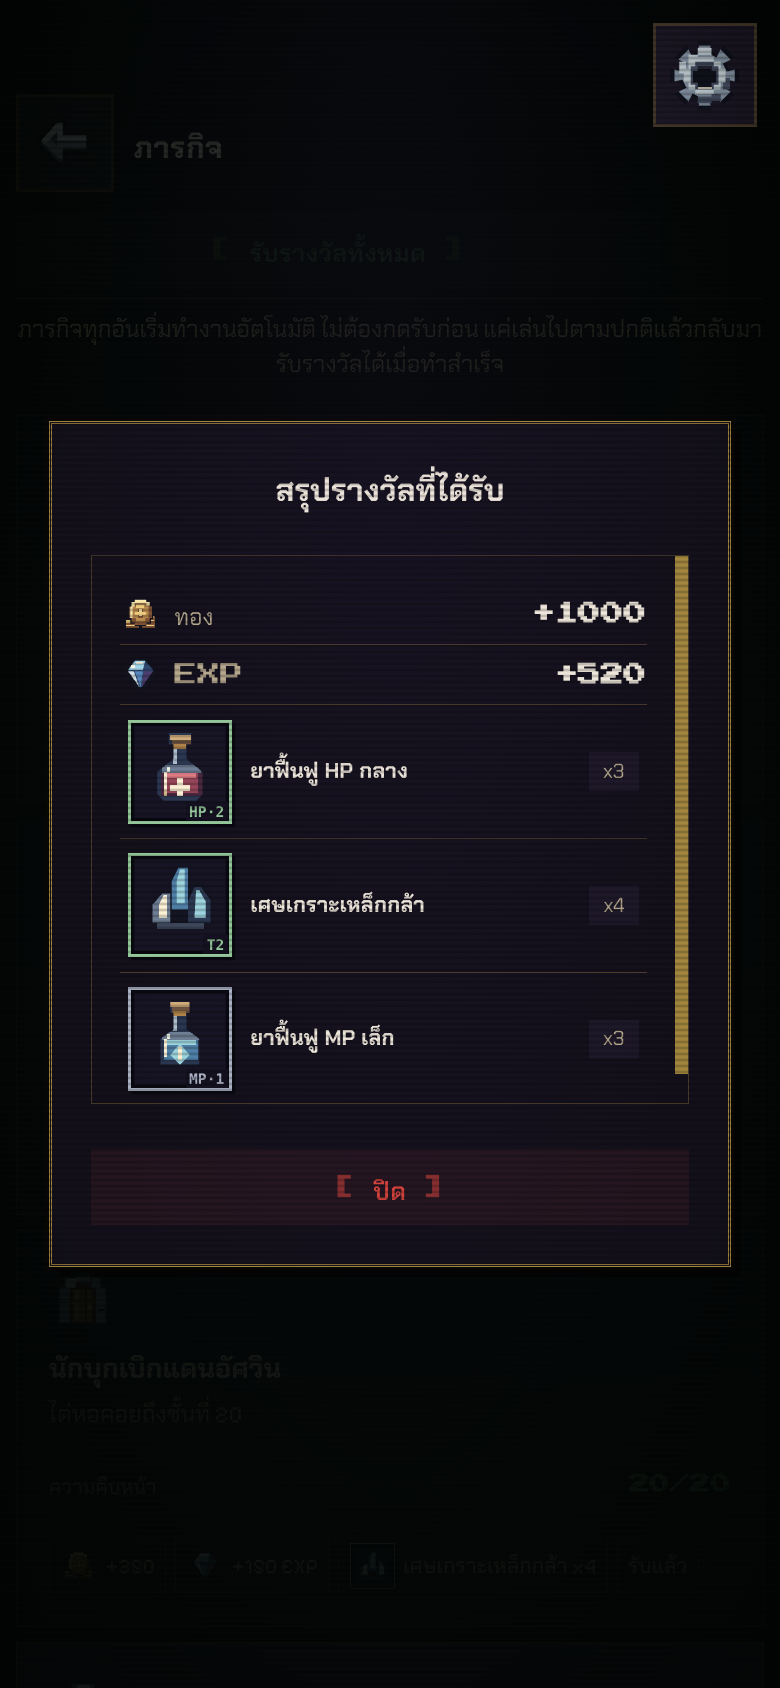 ภารกิจ
[ รับรางวัลทั้งหมด ]
ภารกิจทุกอันเริ่มทำงานอัตโนมัติ ไม่ต้องกดรับก่อน แค่เล่นไปตามปกติแล้วกลับมา
รับรางวัลได้เมื่อทำสำเร็จ
สรุปรางวัลที่ได้รับ
ทอง +1000
EXP +520
HP·2 ยาฟื้นฟู HP กลาง x3
T2 เศษเกราะเหล็กกล้า x4
MP·1 ยาฟื้นฟู MP เล็ก x3
[ ปิด ]
นักบุกเบิกแดนอัศวิน
ไต่หอคอยถึงชั้นที่ 20
ความคืบหน้า 20/20
+390 +190 EXP เศษเกราะเหล็กกล้า x4 รับแล้ว